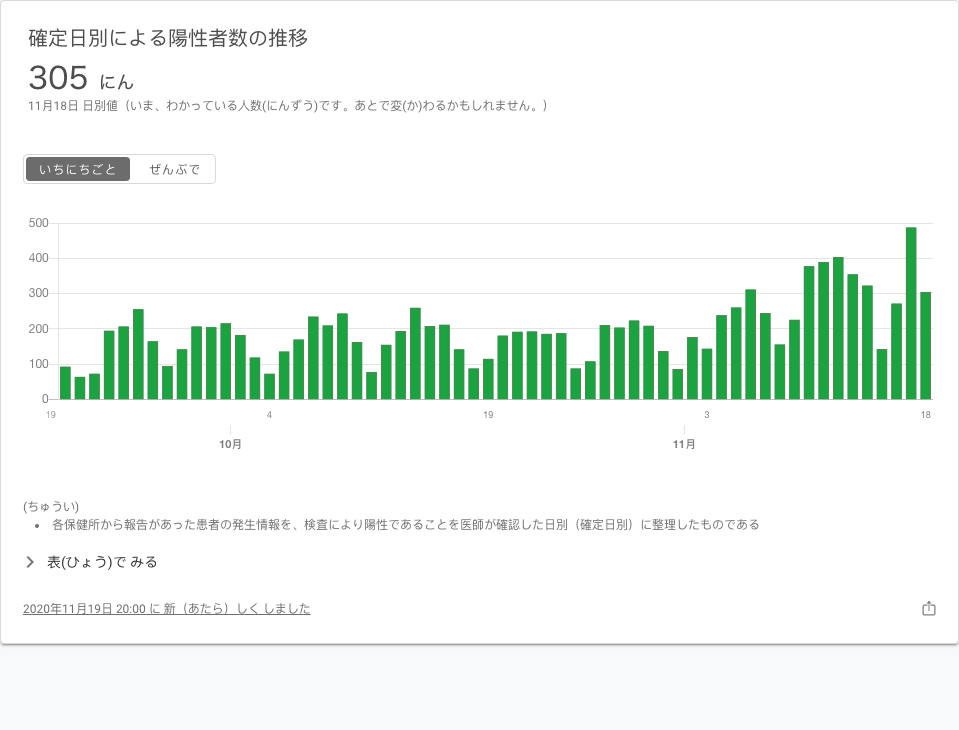 確定日別による陽性者数の推移
305 にん
11月18日 日別値（いま、わかっている人数(にんずう)です。あとで変(か)わるかもしれません。）
いちにちごと ぜんぶで
500
400
300
200
100
0
19 4 19 3 18
10月 11月
(ちゅうい)
• 各保健所から報告があった患者の発生情報を、検査により陽性であることを医師が確認した日別（確定日別）に整理したものである
表(ひょう)で みる
2020年11月19日 20:00 に 新（あたら）しく しました